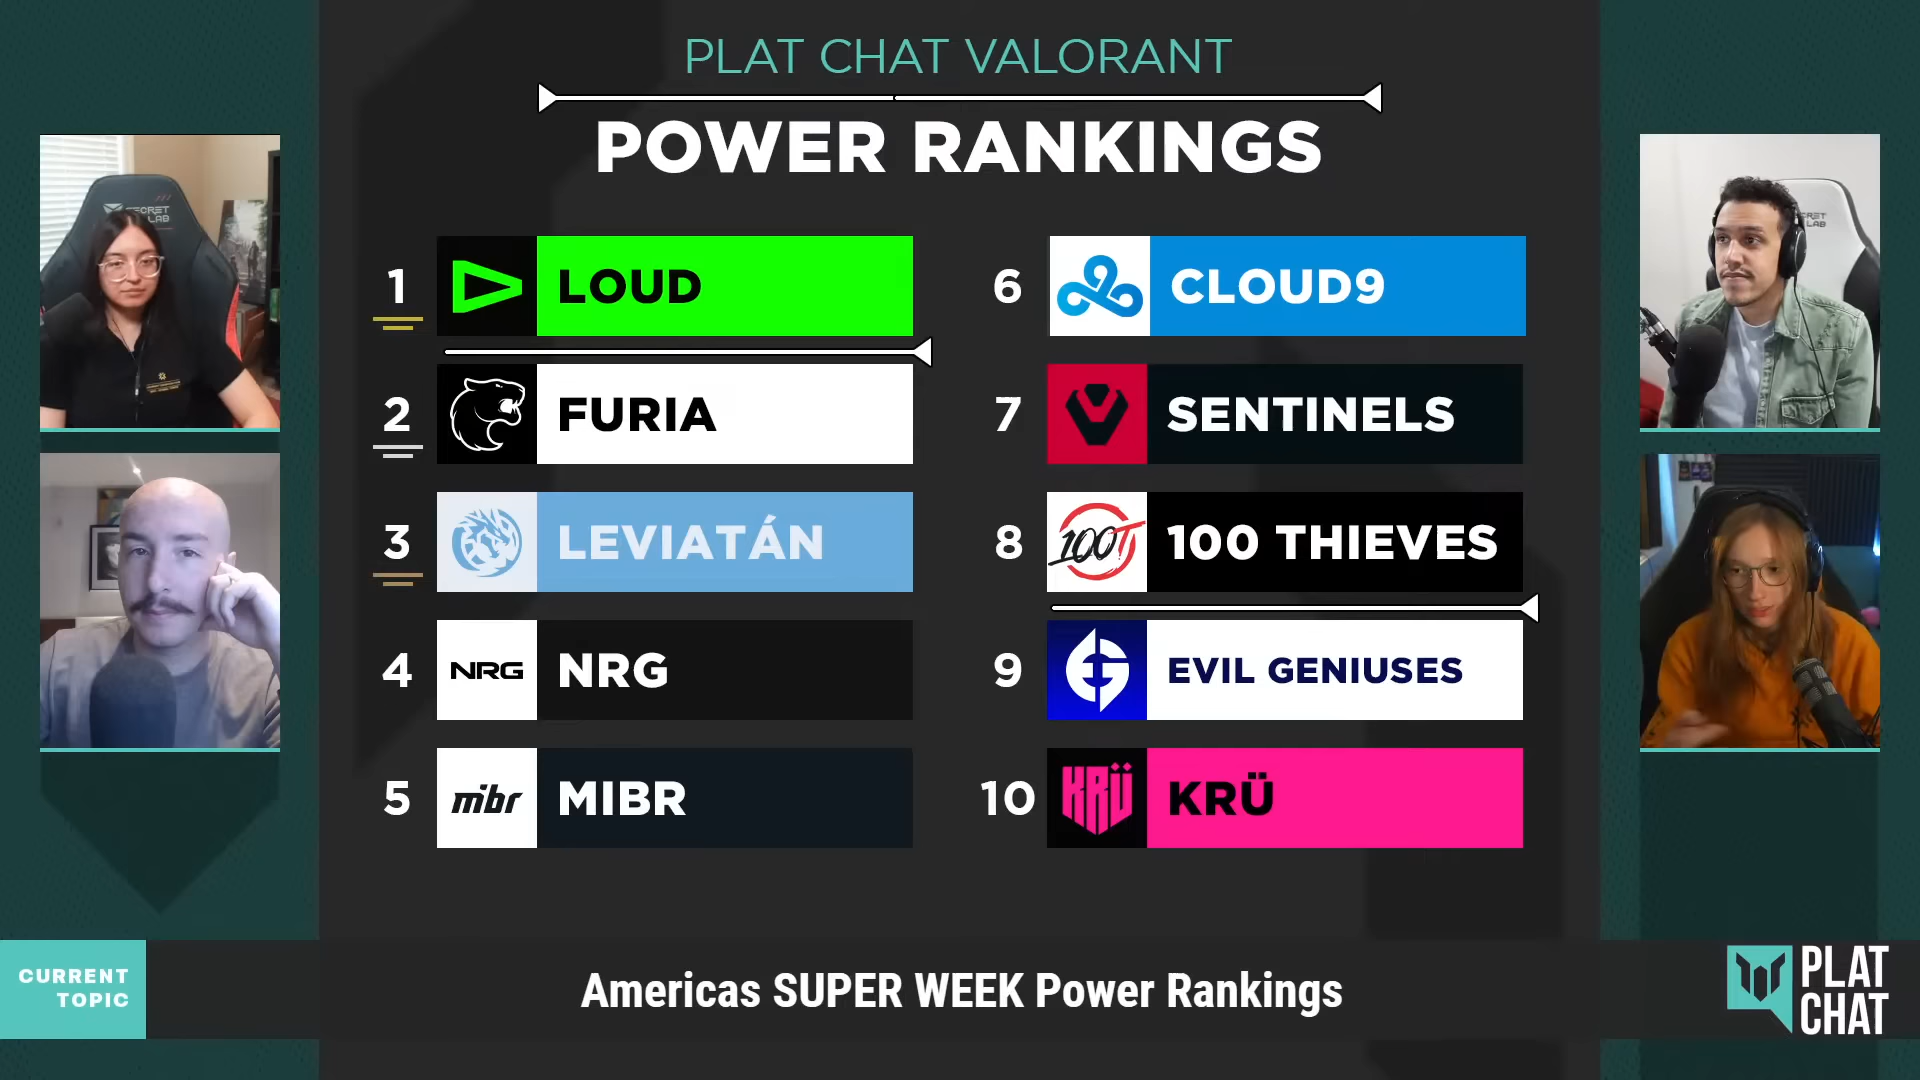 PLAT CHAT VALORANT
POWER RANKINGS
1 LOUD
2 FURIA
3 LEVIATÁN
4 NRG NRG
5 mibr MIBR
6 CLOUD9
7 SENTINELS
8 100T 100 THIEVES
9 EVIL GENIUSES
10 KRÜ KRÜ
SECRET
LAB
CURRENT
TOPIC
Americas SUPER WEEK Power Rankings
PLAT
CHAT